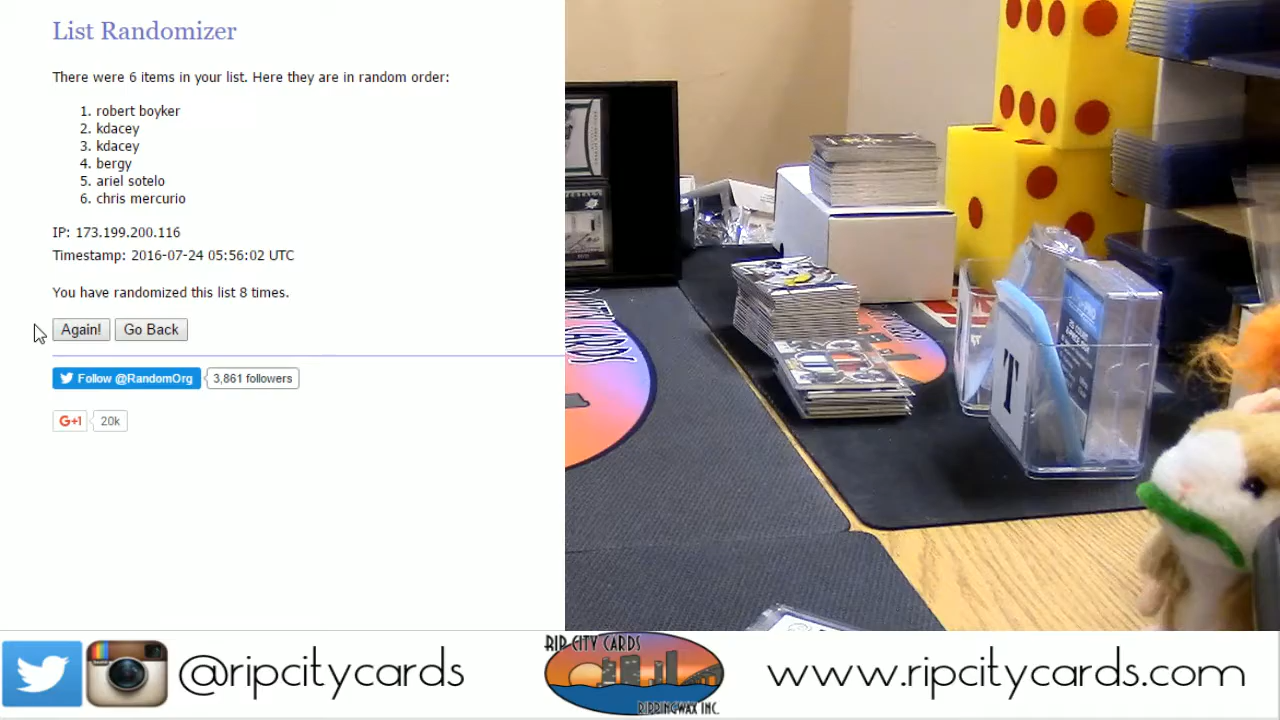 List Randomizer
There were 6 items in your list. Here they are in random order:
1. robert boyker
2. kdacey
3. kdacey
4. bergy
5. ariel sotelo
6. chris mercurio
IP: 173.199.200.116
Timestamp: 2016-07-24 05:56:02 UTC
You have randomized this list 8 times.
Again! Go Back
Follow @RandomOrg 3,861 followers
G+1 20k
T
@ripcitycards
RIP CITY CARDS
RIPPINGWAX INC.
www.ripcitycards.com